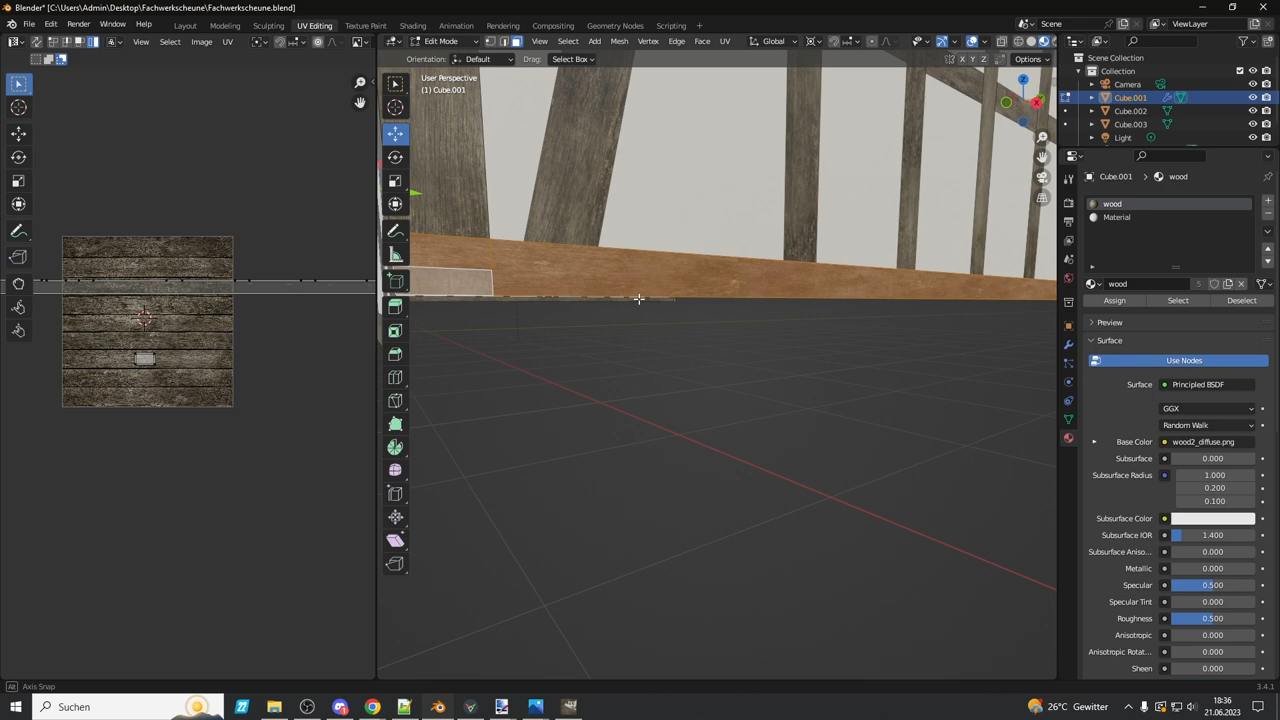 Blender* [C:\Users\Admin\Desktop\Fachwerkscheune\Fachwerkscheune.blend]
File Edit Render Window Help Layout Modeling Sculpting UV Editing Texture Paint Shading Animation Rendering Compositing Geometry Nodes Scripting Scene ViewLayer
View Select Image UV Edit Mode View Select Add Mesh Vertex Edge Face UV Global
Orientation: Default Drag: Select Box X Y Z Options
User Perspective
(1) Cube.001
Z
X
Scene Collection
Collection
Camera
Cube.001
Cube.002
Cube.003
Light
Cube.001 wood
wood
Material
wood 5
Assign Select Deselect
Preview
Surface
Use Nodes
Surface Principled BSDF
GGX
Random Walk
Base Color wood2_diffuse.png
Subsurface 0.000
Subsurface Radius 1.000
0.200
0.100
Subsurface Color
Subsurface IOR 1.400
Subsurface Aniso... 0.000
Metallic 0.000
Specular 0.500
Specular Tint 0.000
Roughness 0.500
Anisotropic 0.000
Anisotropic Rotat... 0.000
Sheen 0.000
Alt Axis Snap 3.4.1
Suchen 26°C Gewitter 18:36
21.06.2023